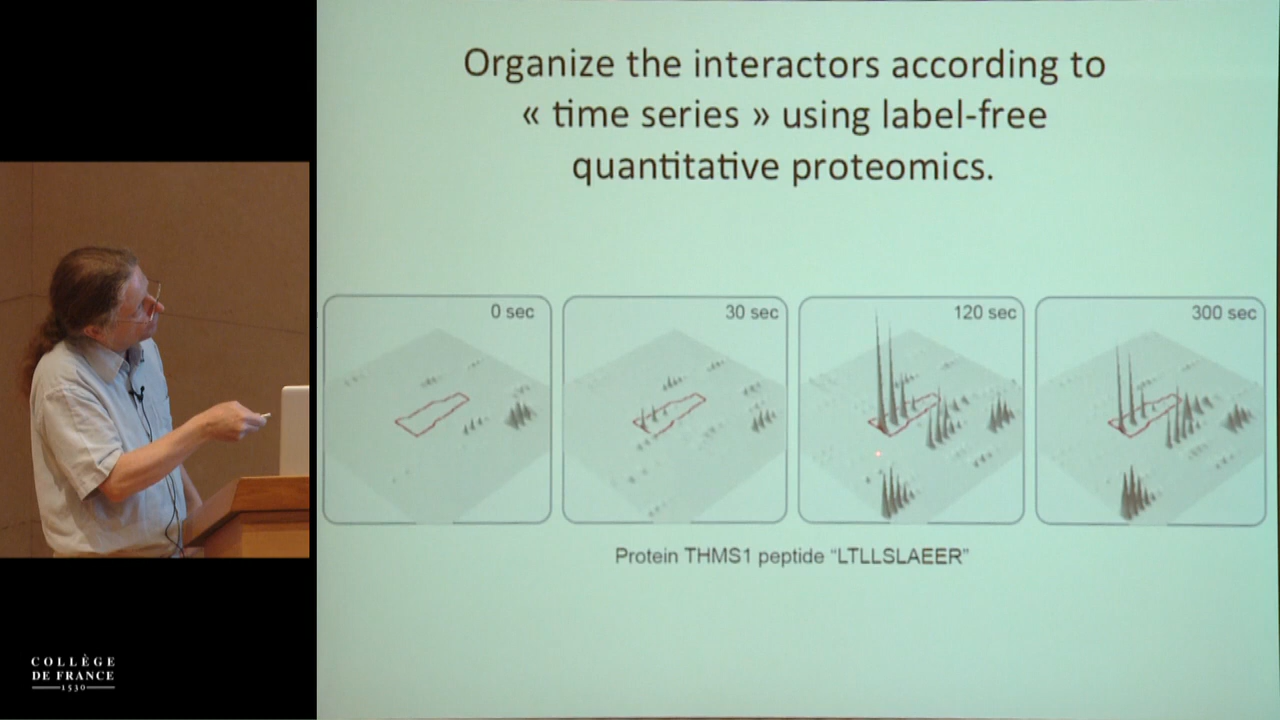 Organize the interactors according to
« time series » using label-free
quantitative proteomics.
0 sec
30 sec
120 sec
300 sec
Protein THMS1 peptide “LTLLSLAEER”
COLLÈGE
DE FRANCE
1530